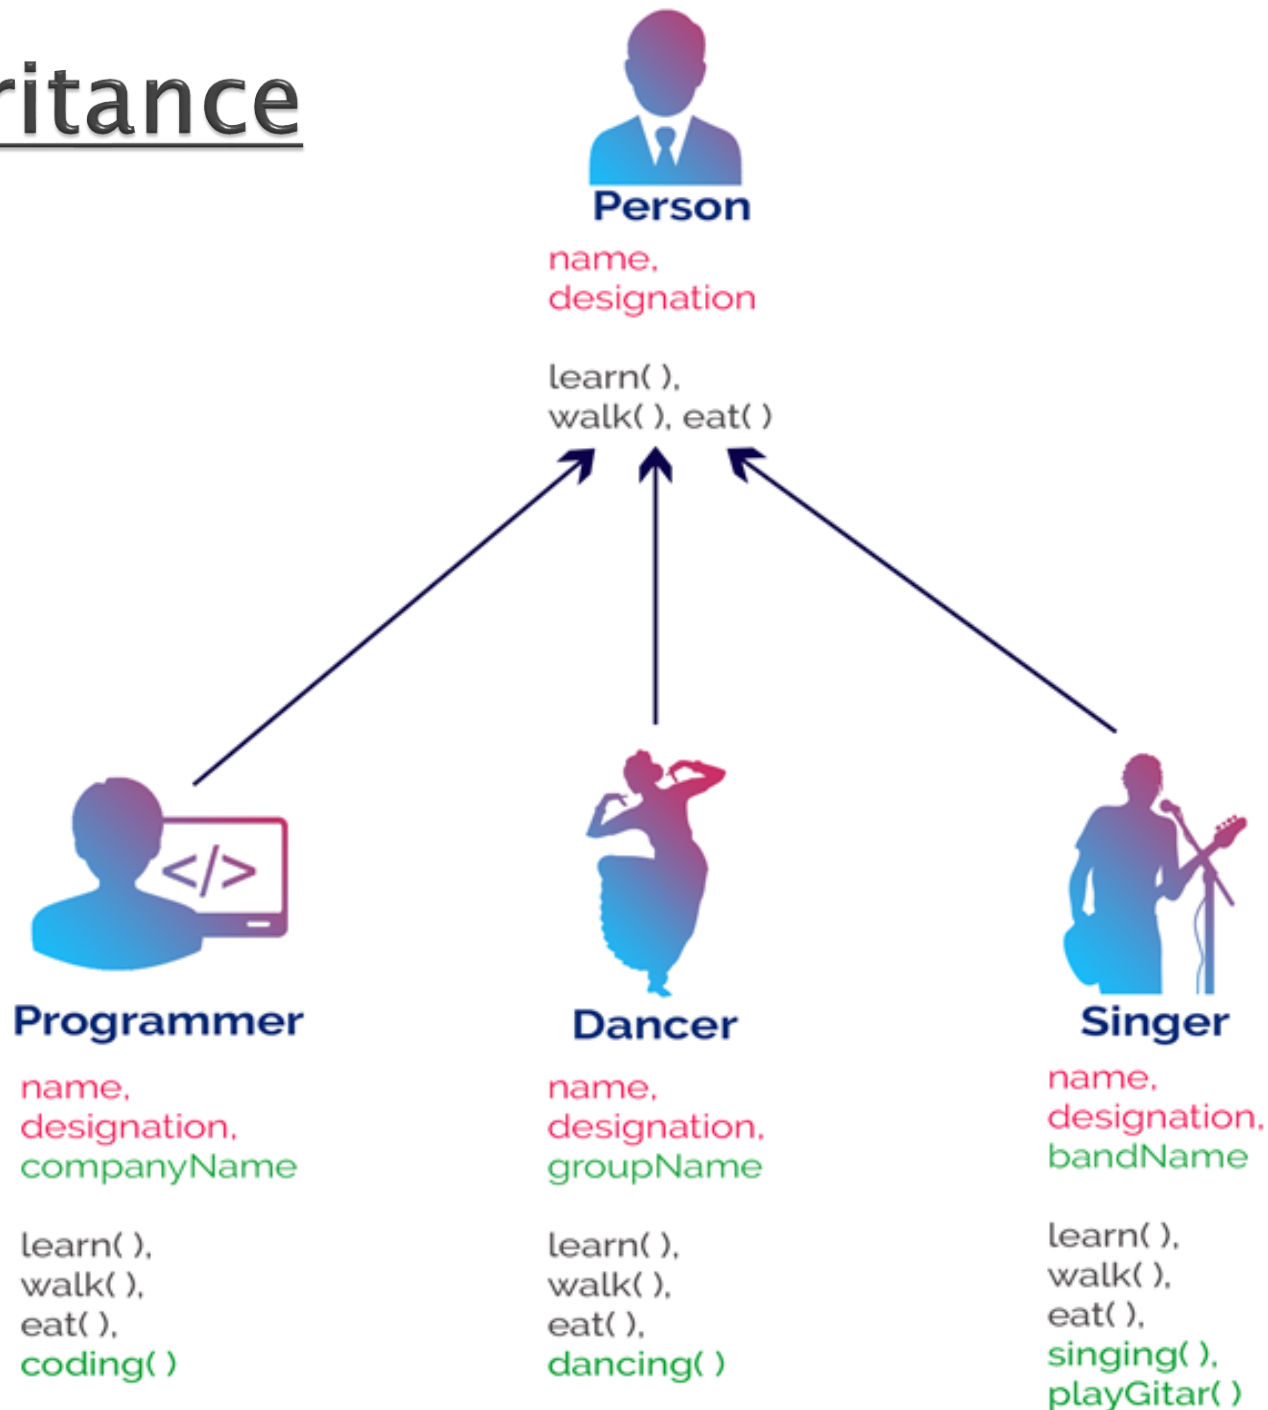 ritance
Person
name,
designation
learn( ),
walk( ), eat( )
</>
Programmer
name,
designation,
companyName
learn( ),
walk( ),
eat( ),
coding( )
Dancer
name,
designation,
groupName
learn( ),
walk( ),
eat( ),
dancing( )
Singer
name,
designation,
bandName
learn( ),
walk( ),
eat( ),
singing( ),
playGitar( )